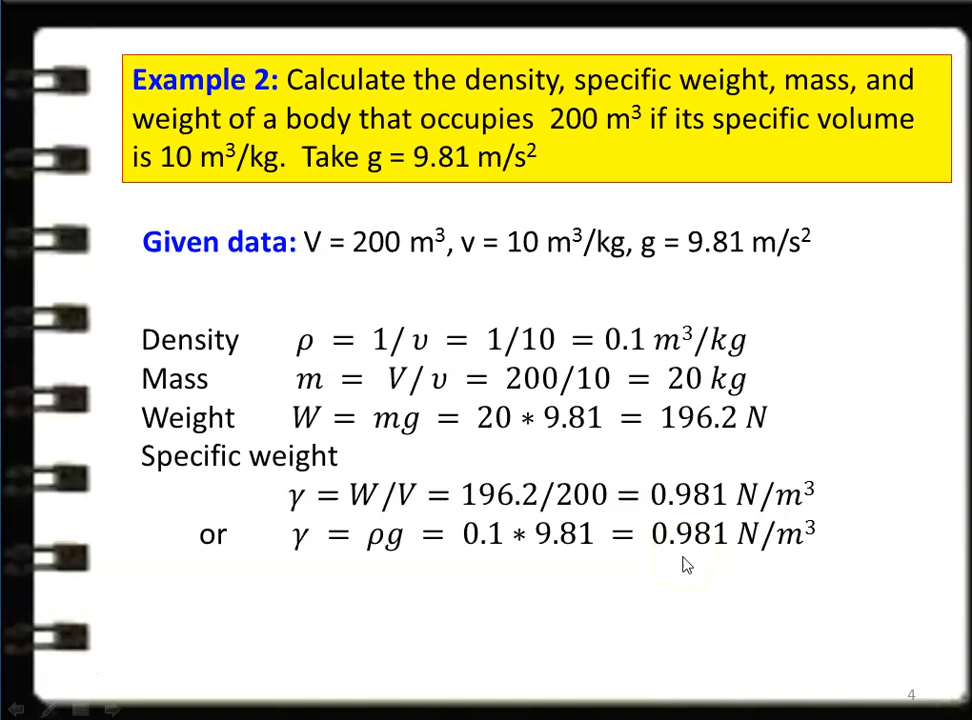 Example 2: Calculate the density, specific weight, mass, and
weight of a body that occupies 200 m³ if its specific volume
is 10 m³/kg. Take g = 9.81 m/s²
Given data: V = 200 m³, v = 10 m³/kg, g = 9.81 m/s²
Density ρ = 1/ υ = 1/10 = 0.1 m³/kg
Mass m = V/ υ = 200/10 = 20 kg
Weight W = mg = 20 ∗ 9.81 = 196.2 N
Specific weight
γ = W/V = 196.2/200 = 0.981 N/m³
or γ = ρg = 0.1 ∗ 9.81 = 0.981 N/m³
4